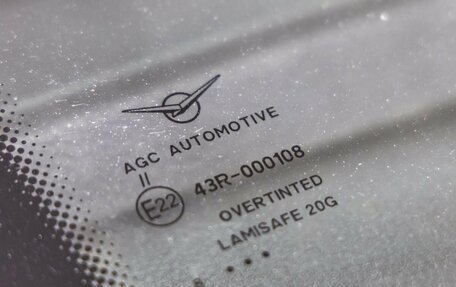 AGC AUTOMOTIVE
II
E22 43R-000108
OVERTINTED
LAMISAFE 20G